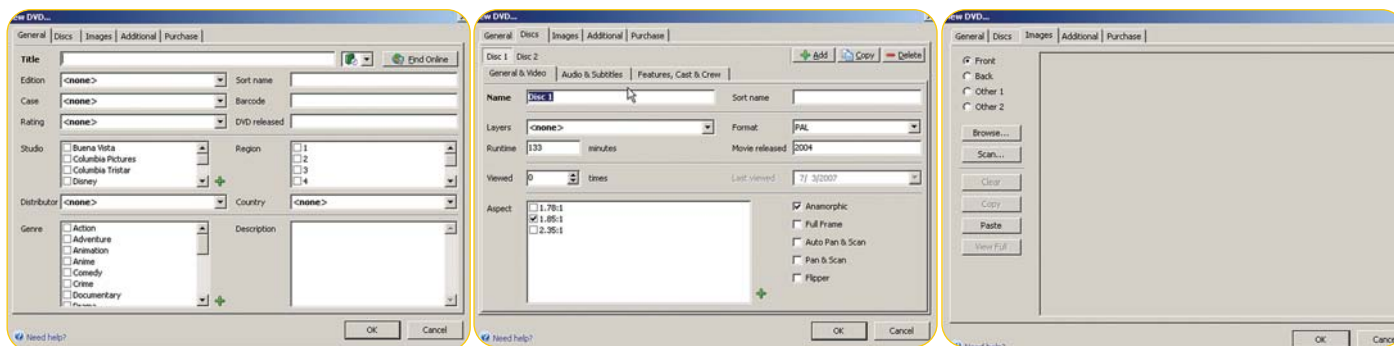 ew DVD...
General Discs Images Additional Purchase
Title Find Online
Edition <none> Sort name
Case <none> Barcode
Rating <none> DVD released
Studio Buena Vista Region 1
Columbia Pictures 2
Columbia Tristar 3
Disney 4
Distributor <none> Country <none>
Genre Action Description
Adventure
Animation
Anime
Comedy
Crime
Documentary
Drama
OK Cancel
Need help?
ew DVD...
General Discs Images Additional Purchase
Disc 1 Disc 2 Add Copy Delete
General & Video Audio & Subtitles Features, Cast & Crew
Name Disc 1 Sort name
Layers <none> Format PAL
Runtime 133 minutes Movie released 2004
Viewed 0 times Last viewed 7/ 3/2007
Aspect 1.78:1 Anamorphic
1.85:1 Full Frame
2.35:1 Auto Pan & Scan
Pan & Scan
Flipper
OK Cancel
Need help?
ew DVD...
General Discs Images Additional Purchase
Front
Back
Other 1
Other 2
Browse...
Scan...
Clear
Copy
Paste
View Full
OK Cance